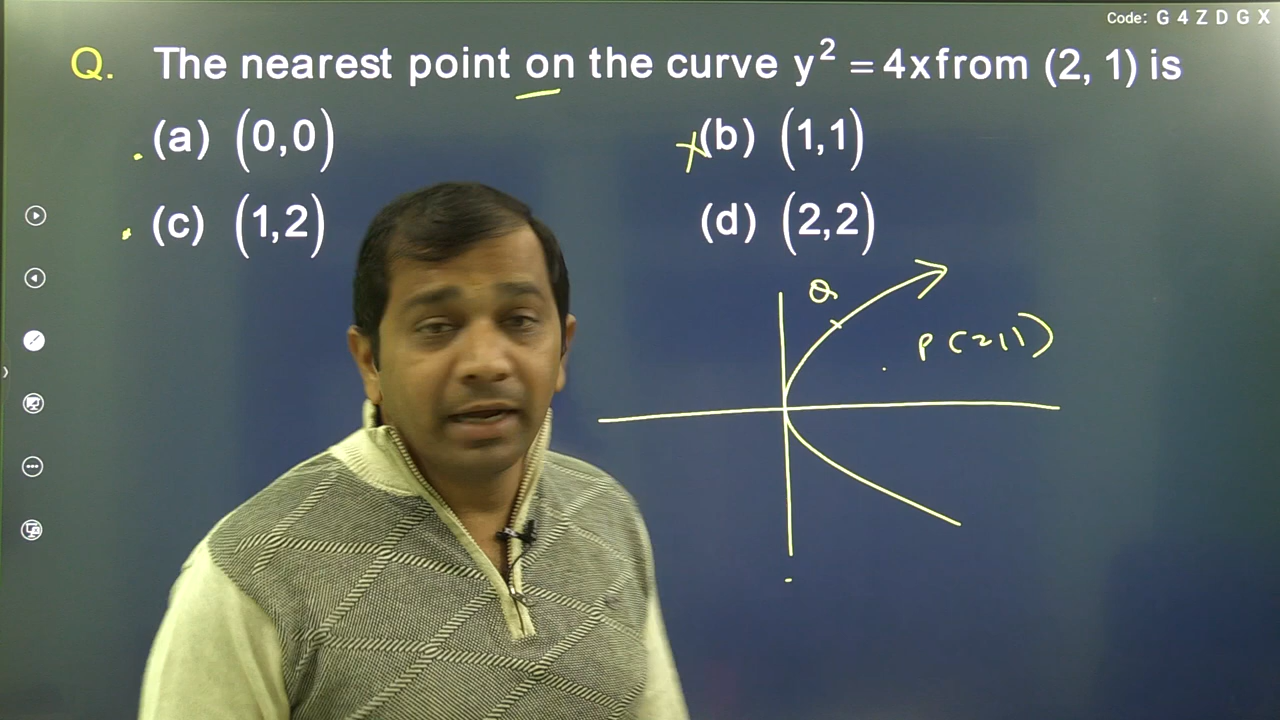 Code: G 4 Z D G X
Q. The nearest point on the curve y² = 4x from (2, 1) is
(a) (0,0)
(b) (1,1)
(c) (1,2)
(d) (2,2)
Q
P(2,1)